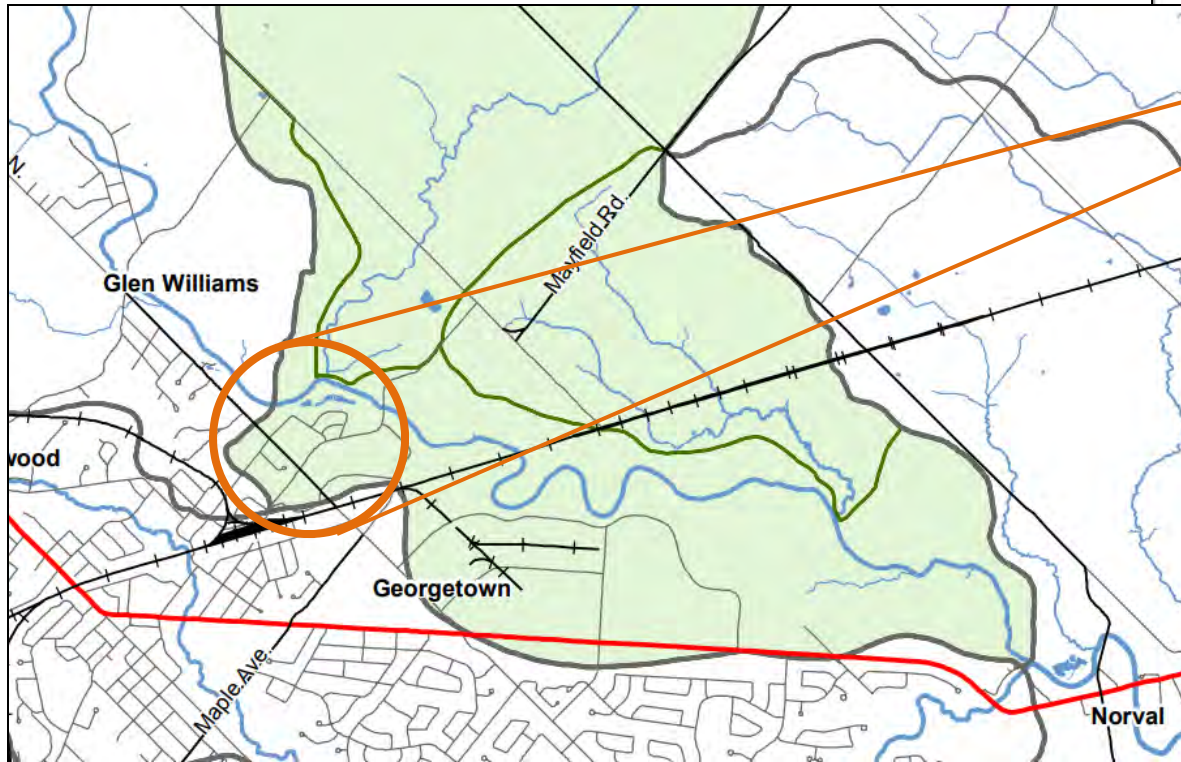 N.
Mayfield Rd.
Glen Williams
wood
Georgetown
Maple Ave.
Norval